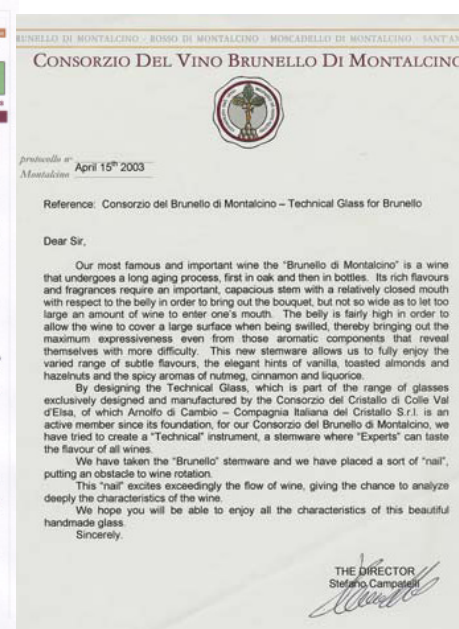 BRUNELLO DI MONTALCINO - ROSSO DI MONTALCINO - MOSCADELLO DI MONTALCINO - SANT'AN
CONSORZIO DEL VINO BRUNELLO DI MONTALCINO
protocollo n°
Montalcino April 15th 2003
Reference: Consorzio del Brunello di Montalcino – Technical Glass for Brunello
Dear Sir,
Our most famous and important wine the "Brunello di Montalcino" is a wine
that undergoes a long aging process, first in oak and then in bottles. Its rich flavours
and fragrances require an important, capacious stem with a relatively closed mouth
with respect to the belly in order to bring out the bouquet, but not so wide as to let too
large an amount of wine to enter one's mouth. The belly is fairly high in order to
allow the wine to cover a large surface when being swilled, thereby bringing out the
maximum expressiveness even from those aromatic components that reveal
themselves with more difficulty. This new stemware allows us to fully enjoy the
varied range of subtle flavours, the elegant hints of vanilla, toasted almonds and
hazelnuts and the spicy aromas of nutmeg, cinnamon and liquorice.
By designing the Technical Glass, which is part of the range of glasses
exclusively designed and manufactured by the Consorzio del Cristallo di Colle Val
d'Elsa, of which Arnolfo di Cambio – Compagnia Italiana del Cristallo S.r.l. is an
active member since its foundation, for our Consorzio del Brunello di Montalcino, we
have tried to create a "Technical" instrument, a stemware where "Experts" can taste
the flavour of all wines.
We have taken the "Brunello" stemware and we have placed a sort of "nail",
putting an obstacle to wine rotation.
This "nail" excites exceedingly the flow of wine, giving the chance to analyze
deeply the characteristics of the wine.
We hope you will be able to enjoy all the characteristics of this beautiful
handmade glass.
Sincerely.
THE DIRECTOR
Stefano Campatelli